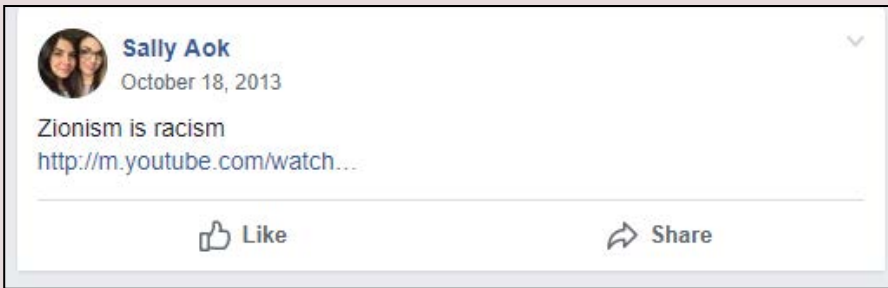 Sally Aok
October 18, 2013
Zionism is racism
http://m.youtube.com/watch...
Like
Share